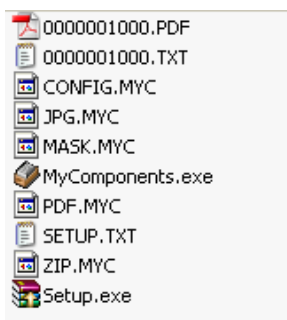 0000001000.PDF
0000001000.TXT
CONFIG.MYC
JPG.MYC
MASK.MYC
MyComponents.exe
PDF.MYC
SETUP.TXT
ZIP.MYC
Setup.exe